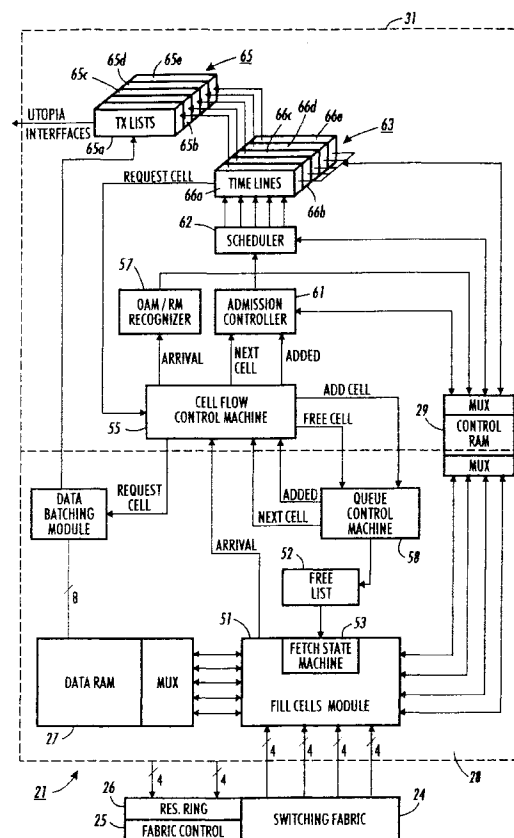 31
65e
65
65d
65c
66e
66d
66c
63
UTOPIA
INTERFFACES
TX LISTS
65a
65b
REQUEST CELL
TIME LINES
66a
66b
62
SCHEDULER
57
OAM / RM
RECOGNIZER
ADMISSION
CONTROLLER
61
ARRIVAL
NEXT
CELL
ADDED
CELL FLOW
CONTROL MACHINE
55
ADD CELL
FREE CELL
29
MUX
CONTROL
RAM
MUX
DATA
BATCHING
MODULE
REQUEST
CELL
ADDED
NEXT CELL
QUEUE
CONTROL
MACHINE
58
ARRIVAL
52
FREE
LIST
8
51
53
FETCH STATE
MACHINE
DATA RAM
MUX
FILL CELLS MODULE
27
4
4
4
4
4
4
28
21
26
RES. RING
25
FABRIC CONTROL
SWITCHING FABRIC
24